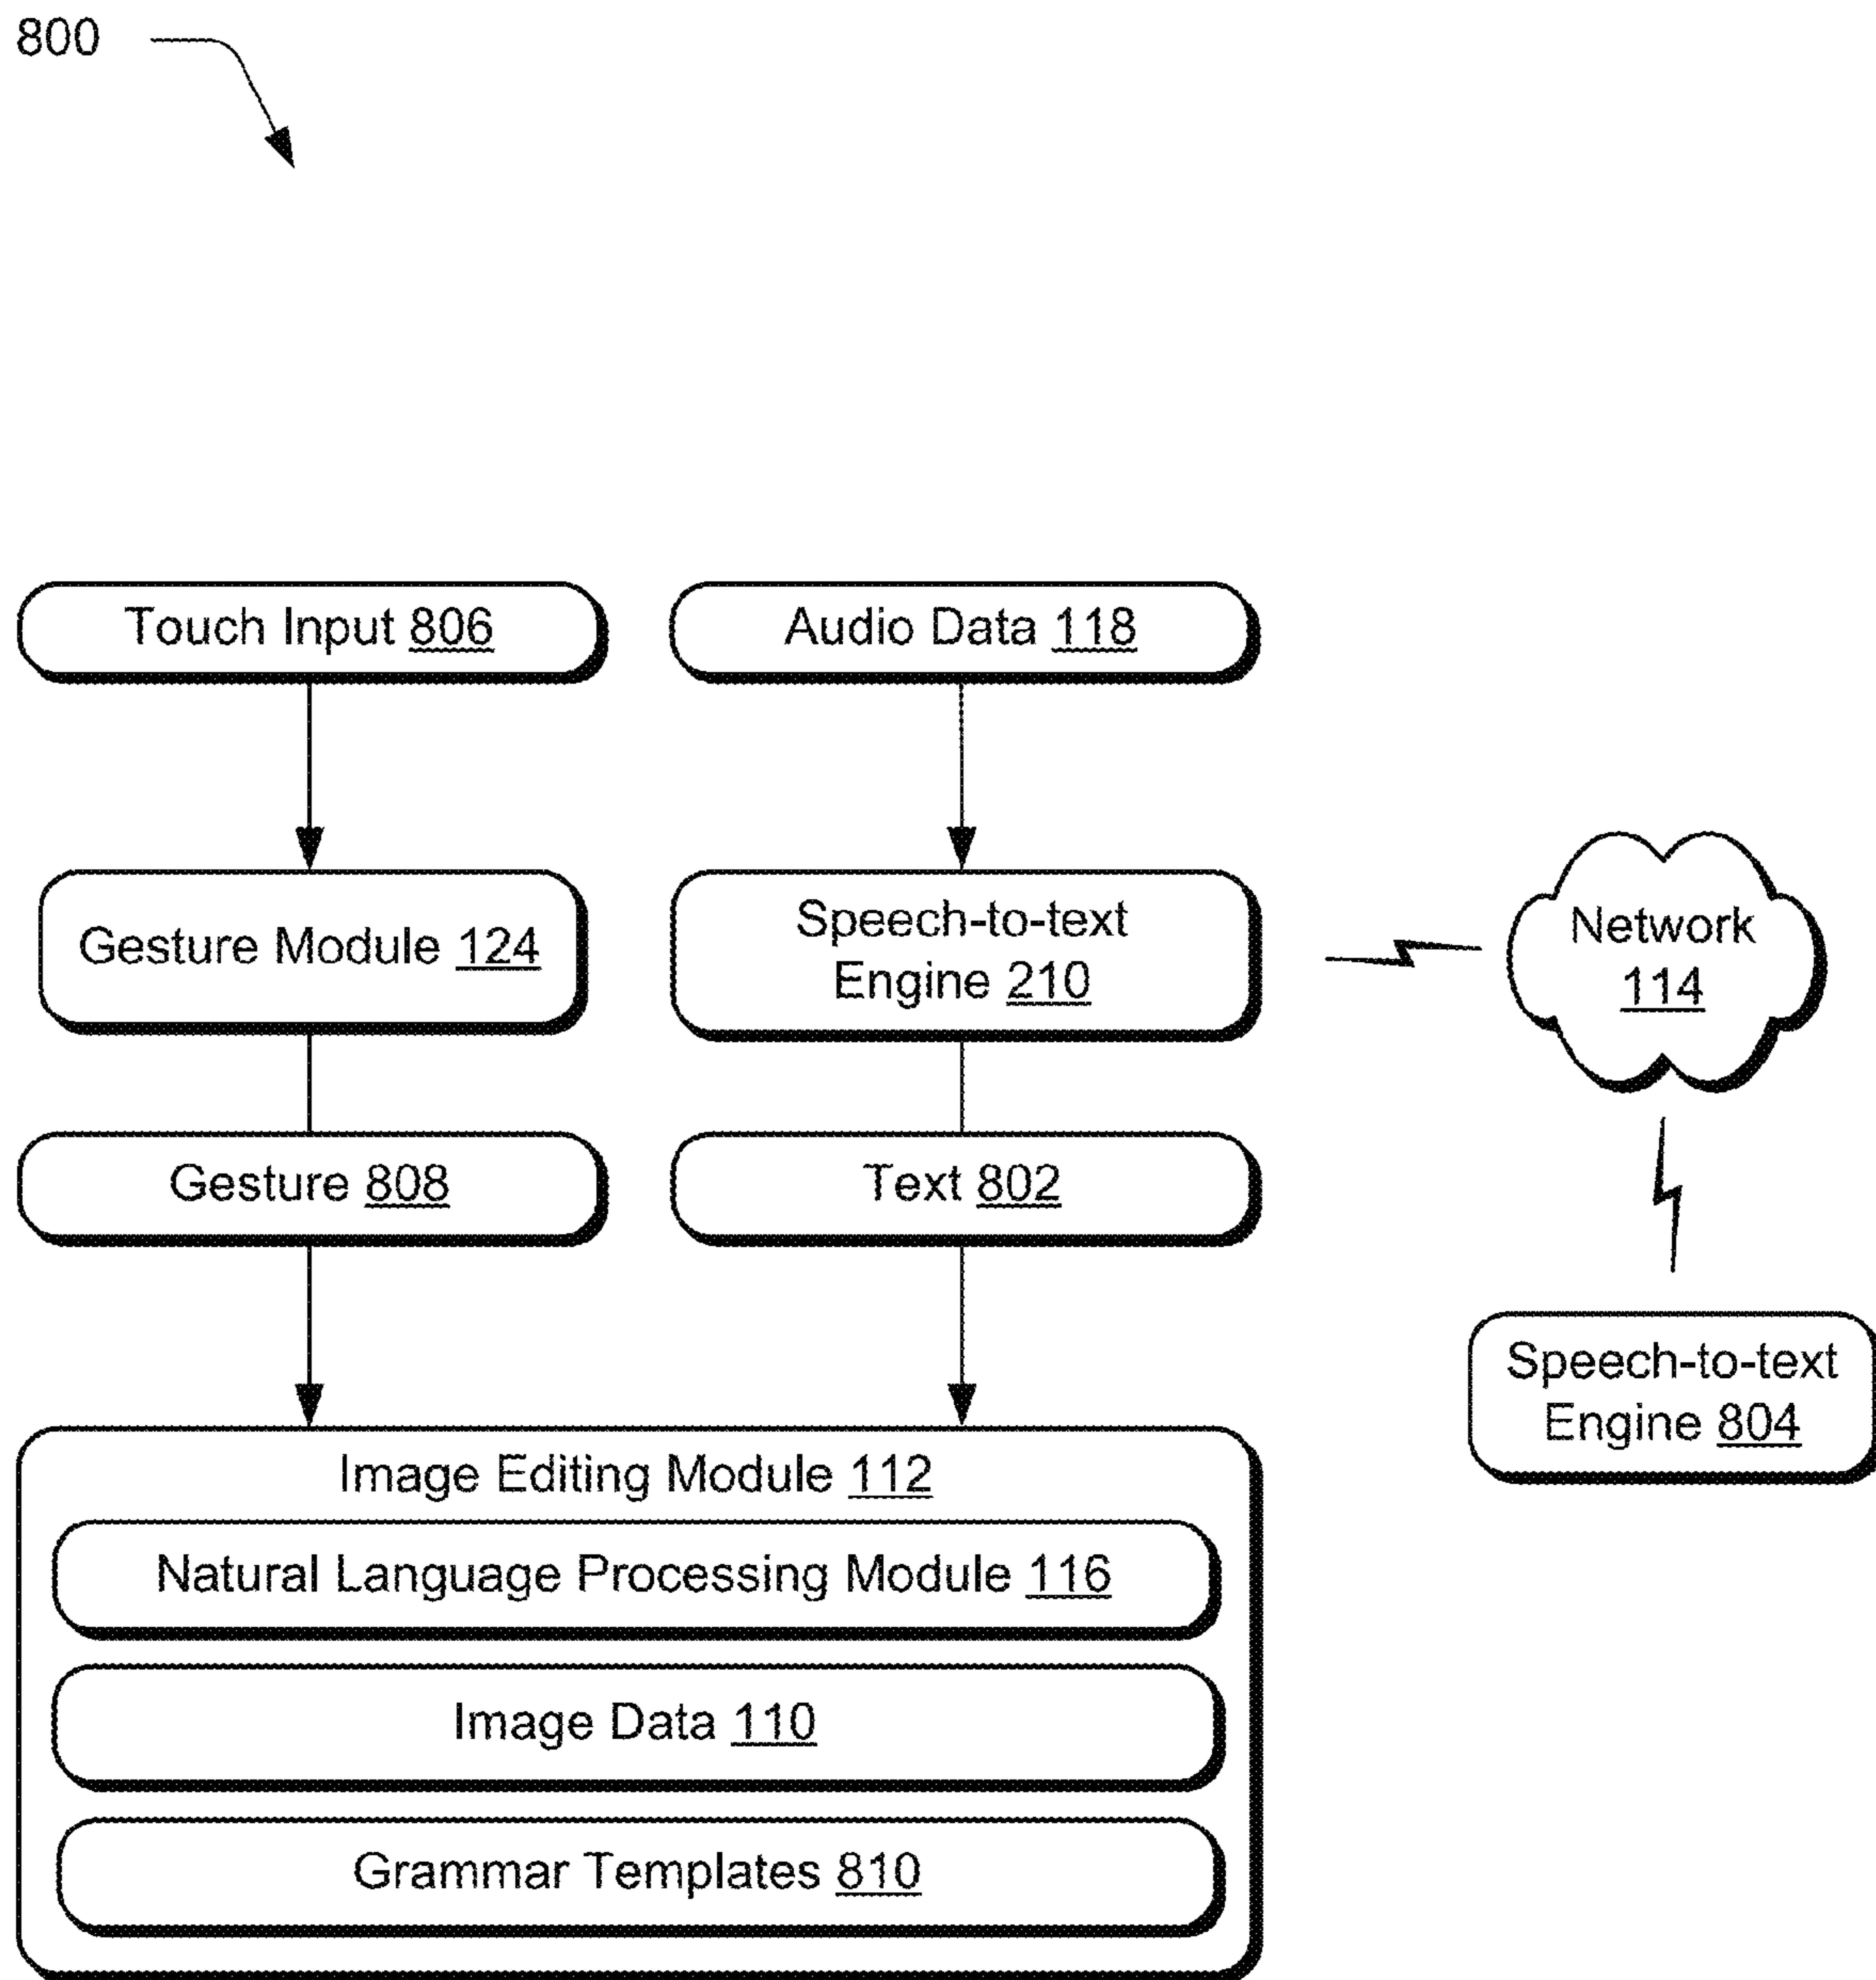 800
Touch Input 806
Audio Data 118
Gesture Module 124
Speech-to-text
Engine 210
Network
114
Gesture 808
Text 802
Speech-to-text
Engine 804
Image Editing Module 112
Natural Language Processing Module 116
Image Data 110
Grammar Templates 810